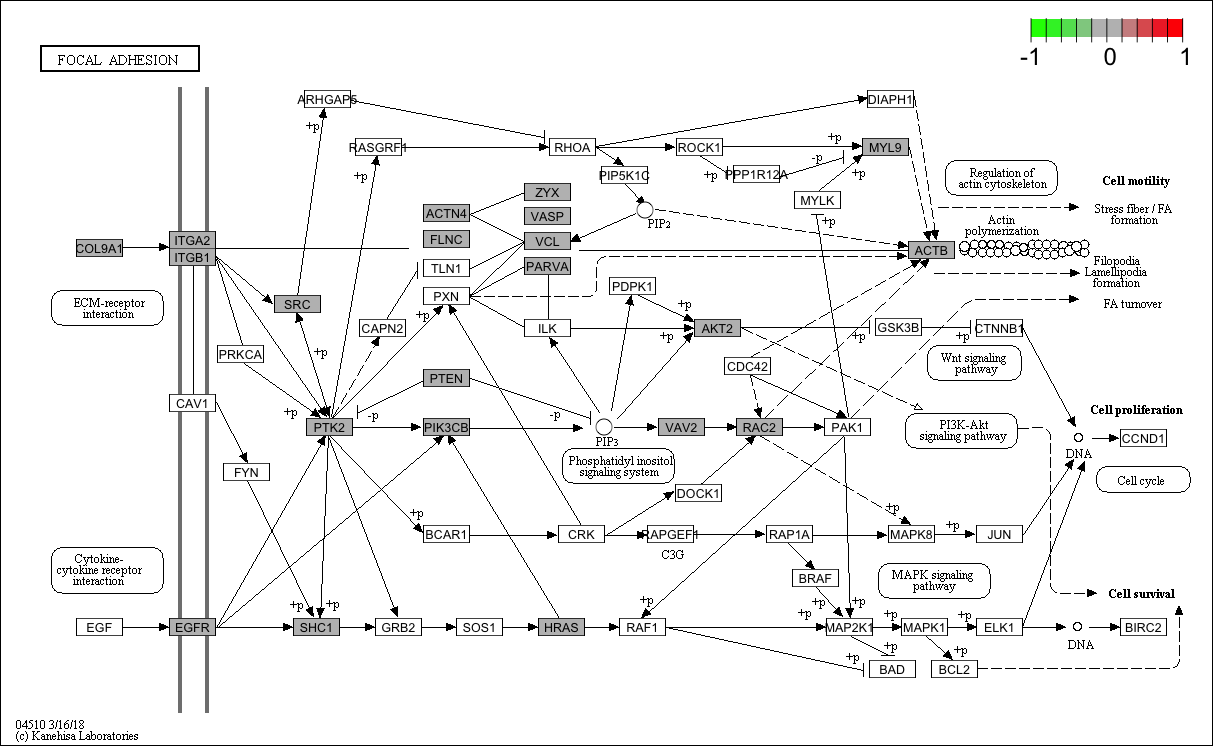 -1 0 1
FOCAL ADHESION
ARHGAP5
DIAPH1
+p
RASGRF1
RHOA
ROCK1
+p
MYL9
+p
PIP5K1C
+p
PPP1R12A
-p
+p
Regulation of
actin cytoskeleton
Cell motility
ZYX
MYLK
ACTN4
VASP
PIP2
+p
Stress fiber / FA
formation
Actin
polymerization
COL9A1
ITGA2
ITGB1
FLNC
VCL
ACTB
TLN1
PARVA
Filopodia
Lamellipodia
formation
ECM-receptor
interaction
SRC
PXN
PDPK1
+p
FA turnover
CAPN2
+p
ILK
+p
AKT2
+p
GSK3B
+p
CTNNB1
PRKCA
+p
Wnt signaling
pathway
CDC42
PTEN
CAV1
+p
-p
-p
Cell proliferation
PTK2
PIK3CB
PIP3
VAV2
RAC2
PAK1
PI3K-Akt
signaling pathway
CCND1
DNA
FYN
Phosphatidyl inositol
signaling system
Cell cycle
DOCK1
+p
+p
BCAR1
CRK
RAPGEF1
RAP1A
MAPK8
+p
JUN
C3G
Cytokine-
cytokine receptor
interaction
BRAF
MAPK signaling
pathway
Cell survival
+p
+p
+p
+p
+p
EGF
EGFR
SHC1
GRB2
SOS1
HRAS
RAF1
+p
MAP2K1
+p
MAPK1
+p
ELK1
DNA
BIRC2
+p
+p
+p
BAD
BCL2
04510 3/16/18
(c) Kanehisa Laboratories